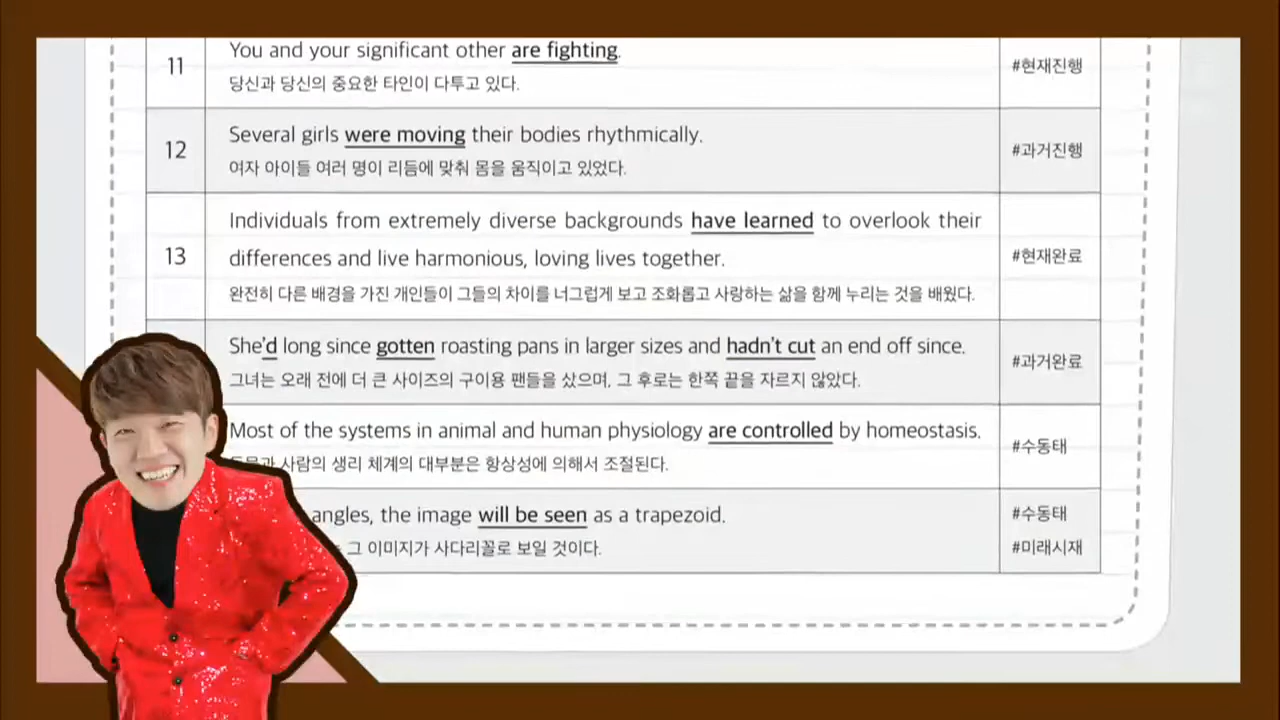 11
You and your significant other are fighting.
당신과 당신의 중요한 타인이 다투고 있다.
#현재진행
12
Several girls were moving their bodies rhythmically.
여자 아이들 여러 명이 리듬에 맞춰 몸을 움직이고 있었다.
#과거진행
13
Individuals from extremely diverse backgrounds have learned to overlook their
differences and live harmonious, loving lives together.
완전히 다른 배경을 가진 개인들이 그들의 차이를 너그럽게 보고 조화롭고 사랑하는 삶을 함께 누리는 것을 배웠다.
#현재완료
She'd long since gotten roasting pans in larger sizes and hadn't cut an end off since.
그녀는 오래 전에 더 큰 사이즈의 구이용 팬들을 샀으며, 그 후로는 한쪽 끝을 자르지 않았다.
#과거완료
Most of the systems in animal and human physiology are controlled by homeostasis.
사람의 생리 체계의 대부분은 항상성에 의해서 조절된다.
#수동태
angles, the image will be seen as a trapezoid.
그 이미지가 사다리꼴로 보일 것이다.
#수동태
#미래시재